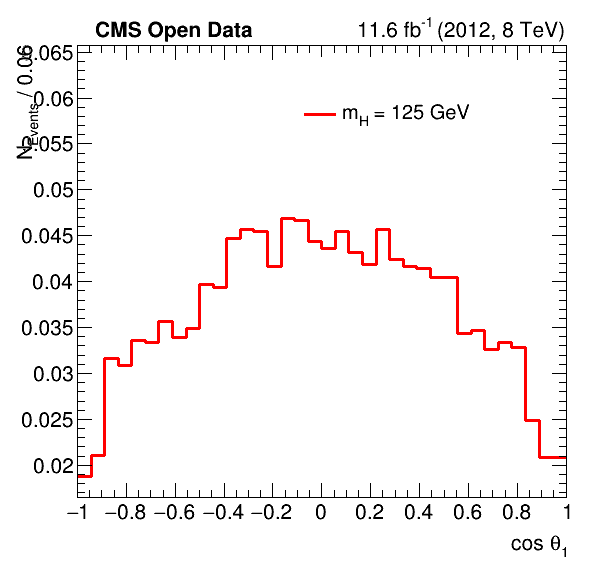 CMS Open Data 11.6 fb⁻¹ (2012, 8 TeV)
N_Events / 0.06
0.065
0.06
m_H = 125 GeV
0.055
0.05
0.045
0.04
0.035
0.03
0.025
0.02
−1 −0.8 −0.6 −0.4 −0.2 0 0.2 0.4 0.6 0.8 1
cos θ₁